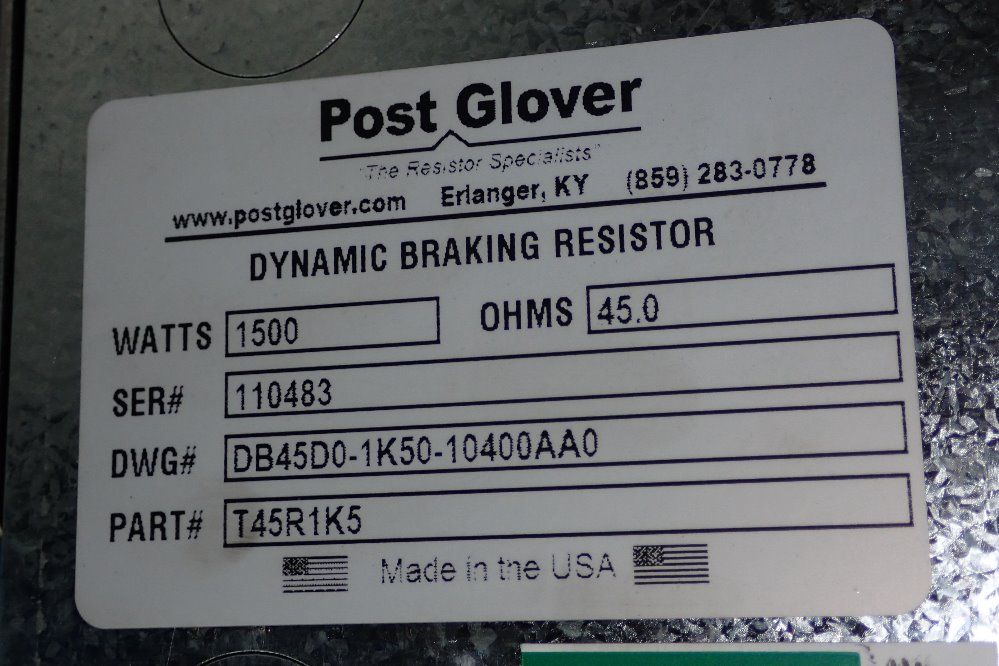 Post Glover
"The Resistor Specialists"
www.postglover.com Erlanger, KY (859) 283-0778
DYNAMIC BRAKING RESISTOR
WATTS 1500 OHMS 45.0
SER# 110483
DWG# DB45D0-1K50-10400AA0
PART# T45R1K5
Made in the USA